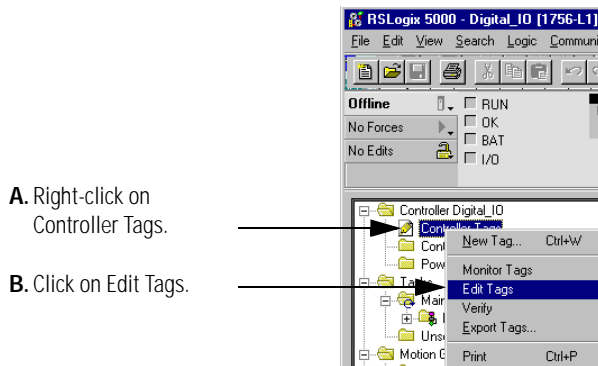 RSLogix 5000 - Digital_IO [1756-L1]
File Edit View Search Logic
Offline
RUN
No Forces
OK
No Edits
BAT
I/O
A. Right-click on
Controller Tags.
B. Click on Edit Tags.
Controller Digital_IO
Controller Tags
New Tag... Ctrl+W
Monitor Tags
Edit Tags
Verify
Export Tags...
Motion
Print Ctrl+P